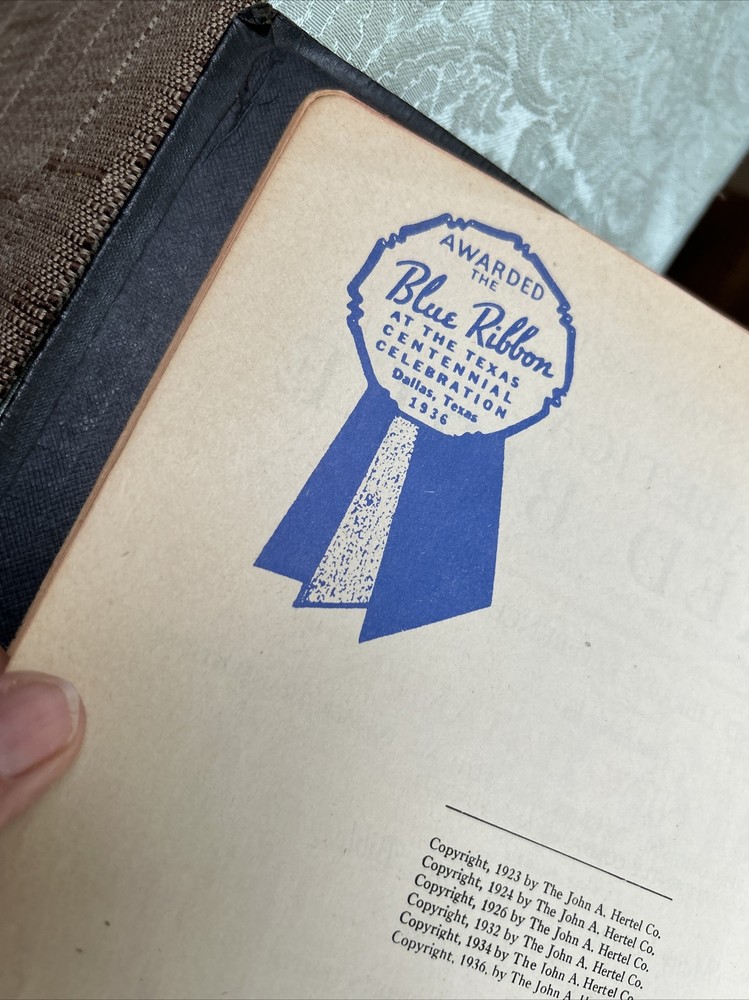 AWARDED
THE
Blue Ribbon
AT THE TEXAS
CENTENNIAL
CELEBRATION
Dallas, Texas
1936
Copyright, 1923 by The John A. Hertel Co.
Copyright, 1924 by The John A. Hertel Co.
Copyright, 1926 by The John A. Hertel Co.
Copyright, 1932 by The John A. Hertel Co.
Copyright, 1934 by The John A. Hertel Co.
Copyright, 1936. by The John A.